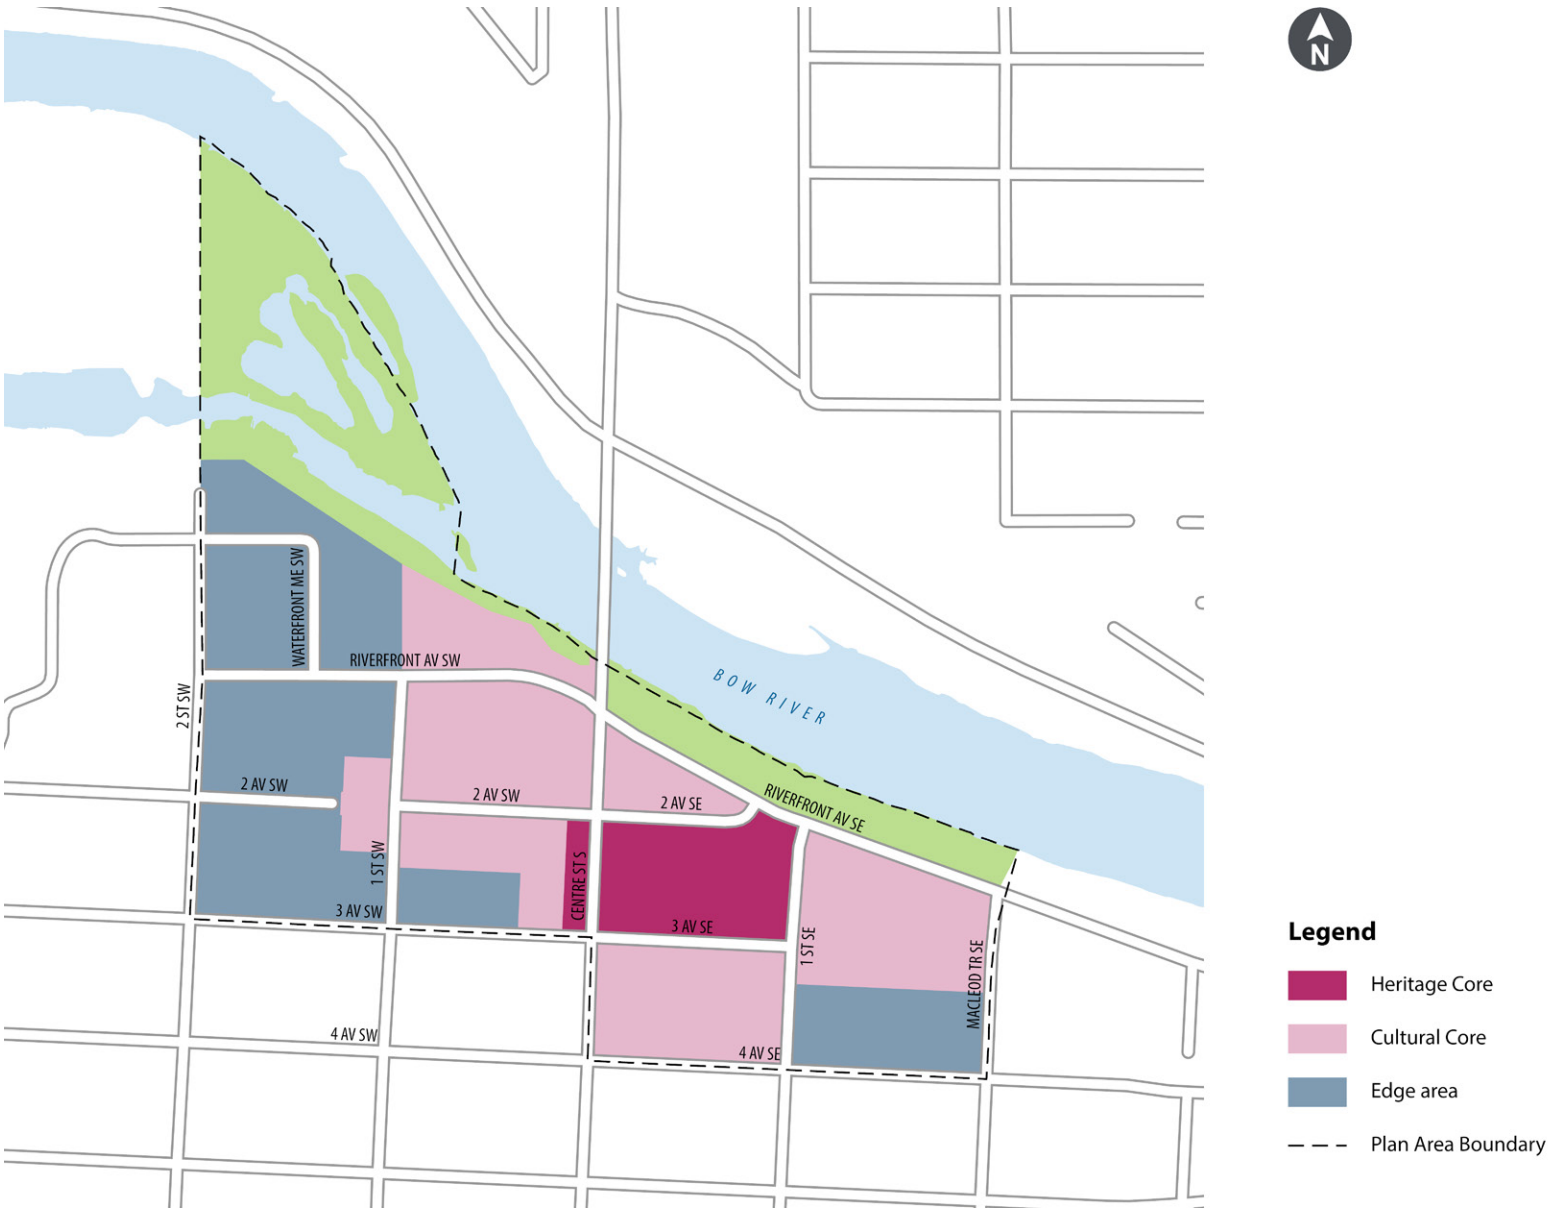 N
WATERFRONT ME SW
RIVERFRONT AV SW
2 ST SW
BOW RIVER
2 AV SW
2 AV SW
2 AV SE
RIVERFRONT AV SE
1 ST SW
CENTRE ST S
3 AV SW
3 AV SE
1 ST SE
MACLEOD TR SE
4 AV SW
4 AV SE
Legend
Heritage Core
Cultural Core
Edge area
Plan Area Boundary